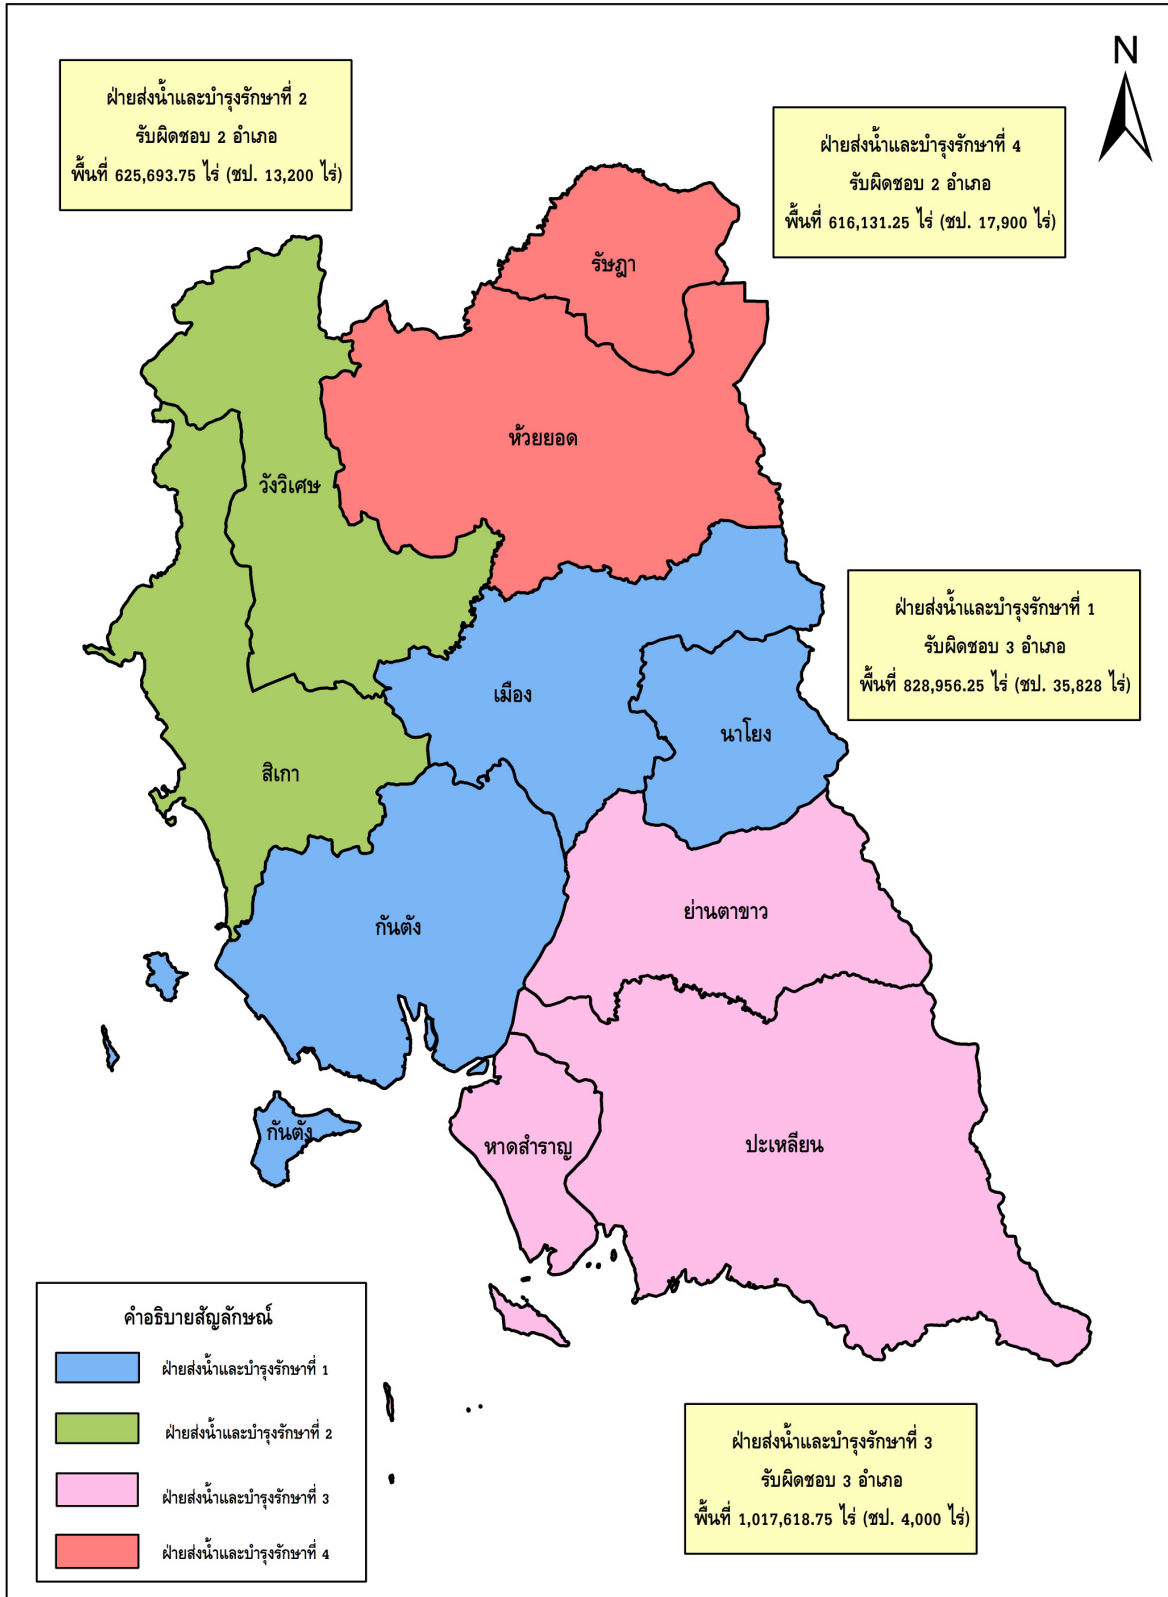 N
ฝ่ายส่งน้ำและบำรุงรักษาที่ 2
รับผิดชอบ 2 อำเภอ
พื้นที่ 625,693.75 ไร่ (ชป. 13,200 ไร่)
ฝ่ายส่งน้ำและบำรุงรักษาที่ 4
รับผิดชอบ 2 อำเภอ
พื้นที่ 616,131.25 ไร่ (ชป. 17,900 ไร่)
รัษฎา
ห้วยยอด
วังวิเศษ
ฝ่ายส่งน้ำและบำรุงรักษาที่ 1
รับผิดชอบ 3 อำเภอ
พื้นที่ 828,956.25 ไร่ (ชป. 35,828 ไร่)
เมือง
นาโยง
สิเกา
ย่านตาขาว
กันตัง
กันตัง
หาดสำราญ
ปะเหลียน
คำอธิบายสัญลักษณ์
ฝ่ายส่งน้ำและบำรุงรักษาที่ 1
ฝ่ายส่งน้ำและบำรุงรักษาที่ 2
ฝ่ายส่งน้ำและบำรุงรักษาที่ 3
ฝ่ายส่งน้ำและบำรุงรักษาที่ 4
ฝ่ายส่งน้ำและบำรุงรักษาที่ 3
รับผิดชอบ 3 อำเภอ
พื้นที่ 1,017,618.75 ไร่ (ชป. 4,000 ไร่)